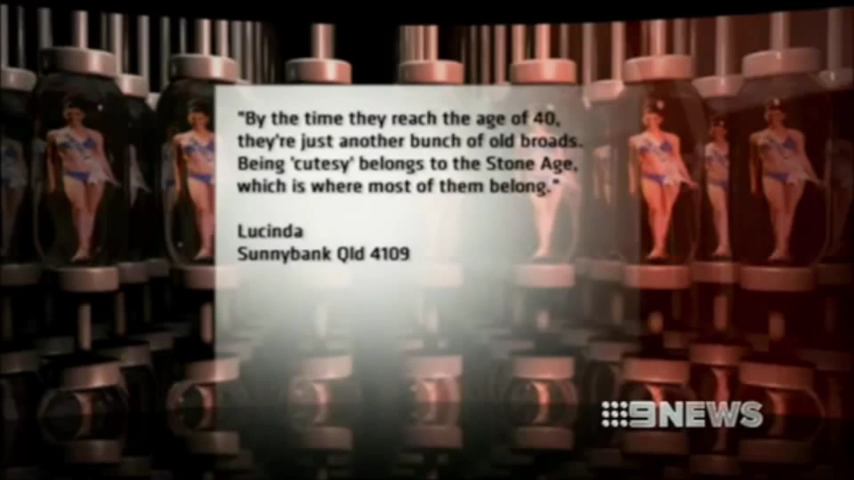 "By the time they reach the age of 40,
they're just another bunch of old broads.
Being 'cutesy' belongs to the Stone Age,
which is where most of them belong."
Lucinda
Sunnybank Qld 4109
9NEWS